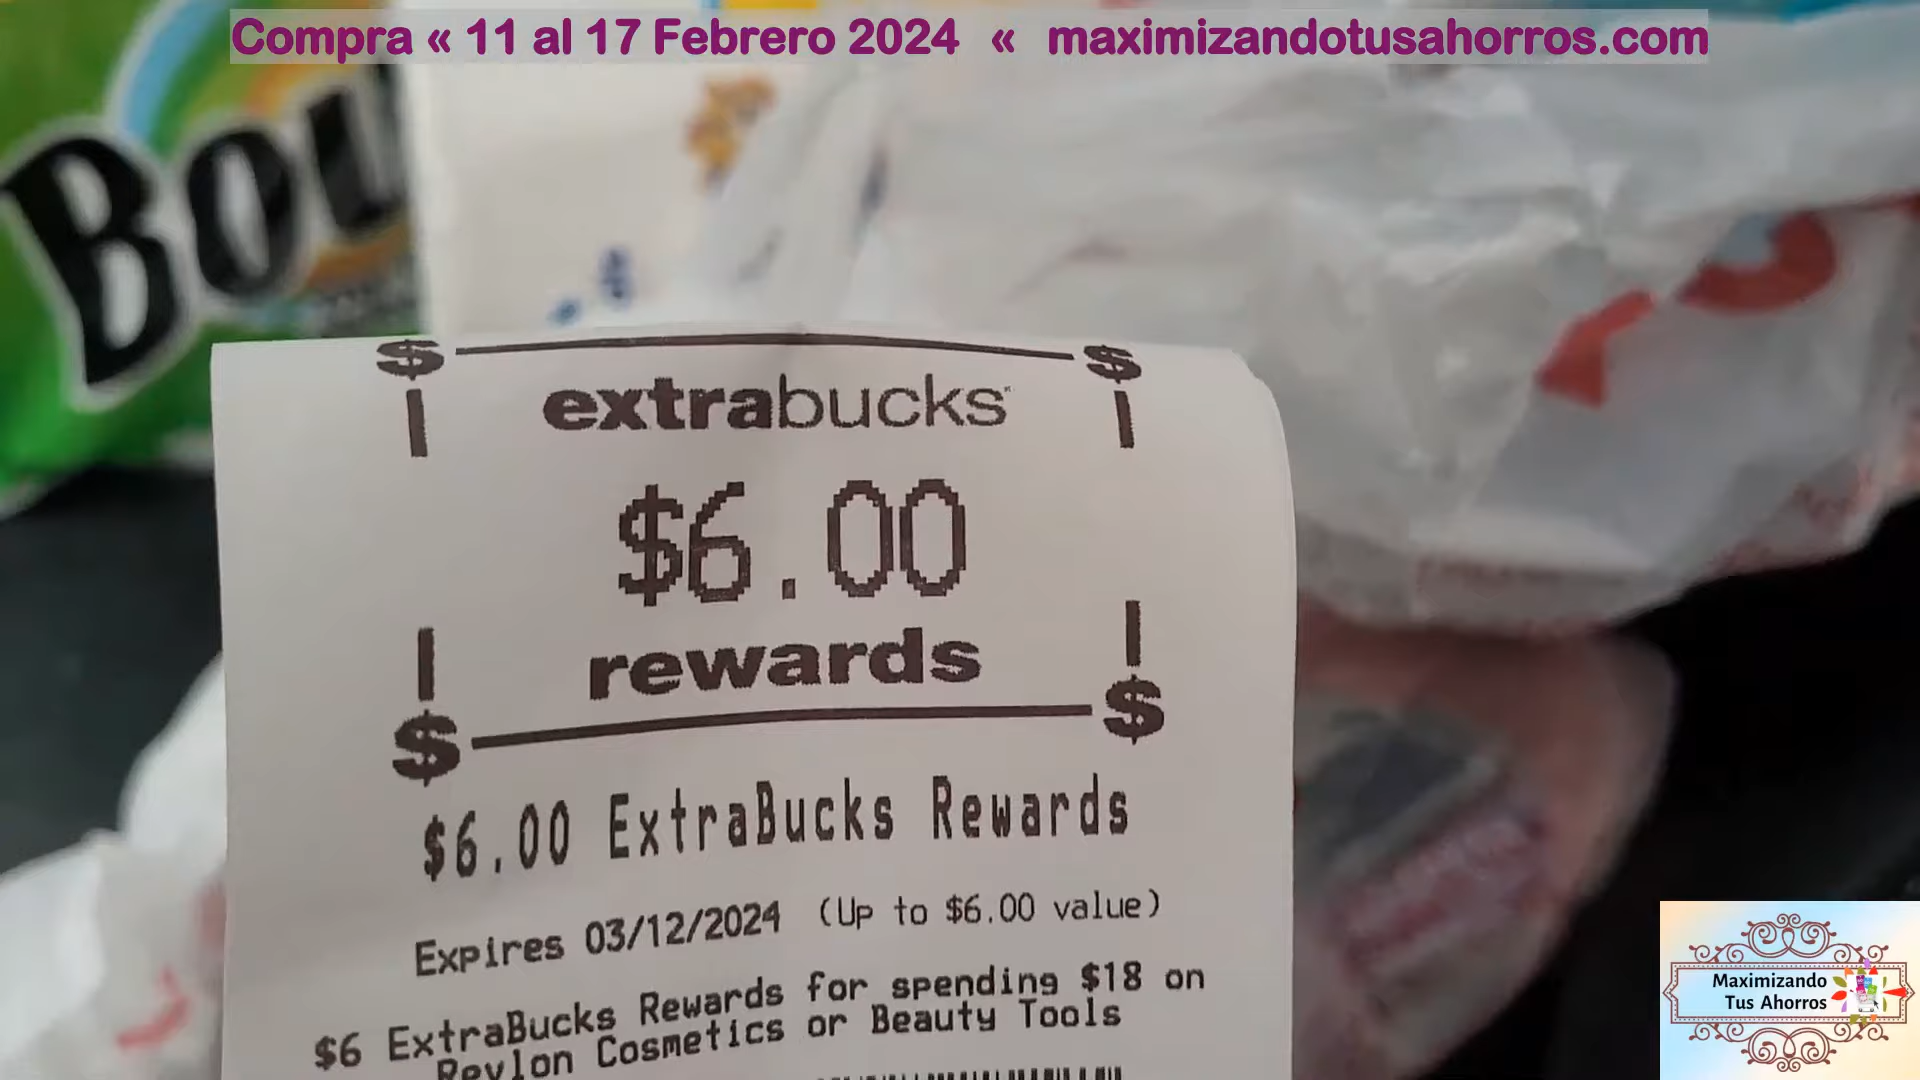 Compra « 11 al 17 Febrero 2024 « maximizandotusahorros.com
Bou
$ $
extrabucks
$6.00
rewards
$ $
$6.00 ExtraBucks Rewards
Expires 03/12/2024 (Up to $6.00 value)
$6 ExtraBucks Rewards for spending $18 on
Revlon Cosmetics or Beauty Tools
Maximizando
Tus Ahorros